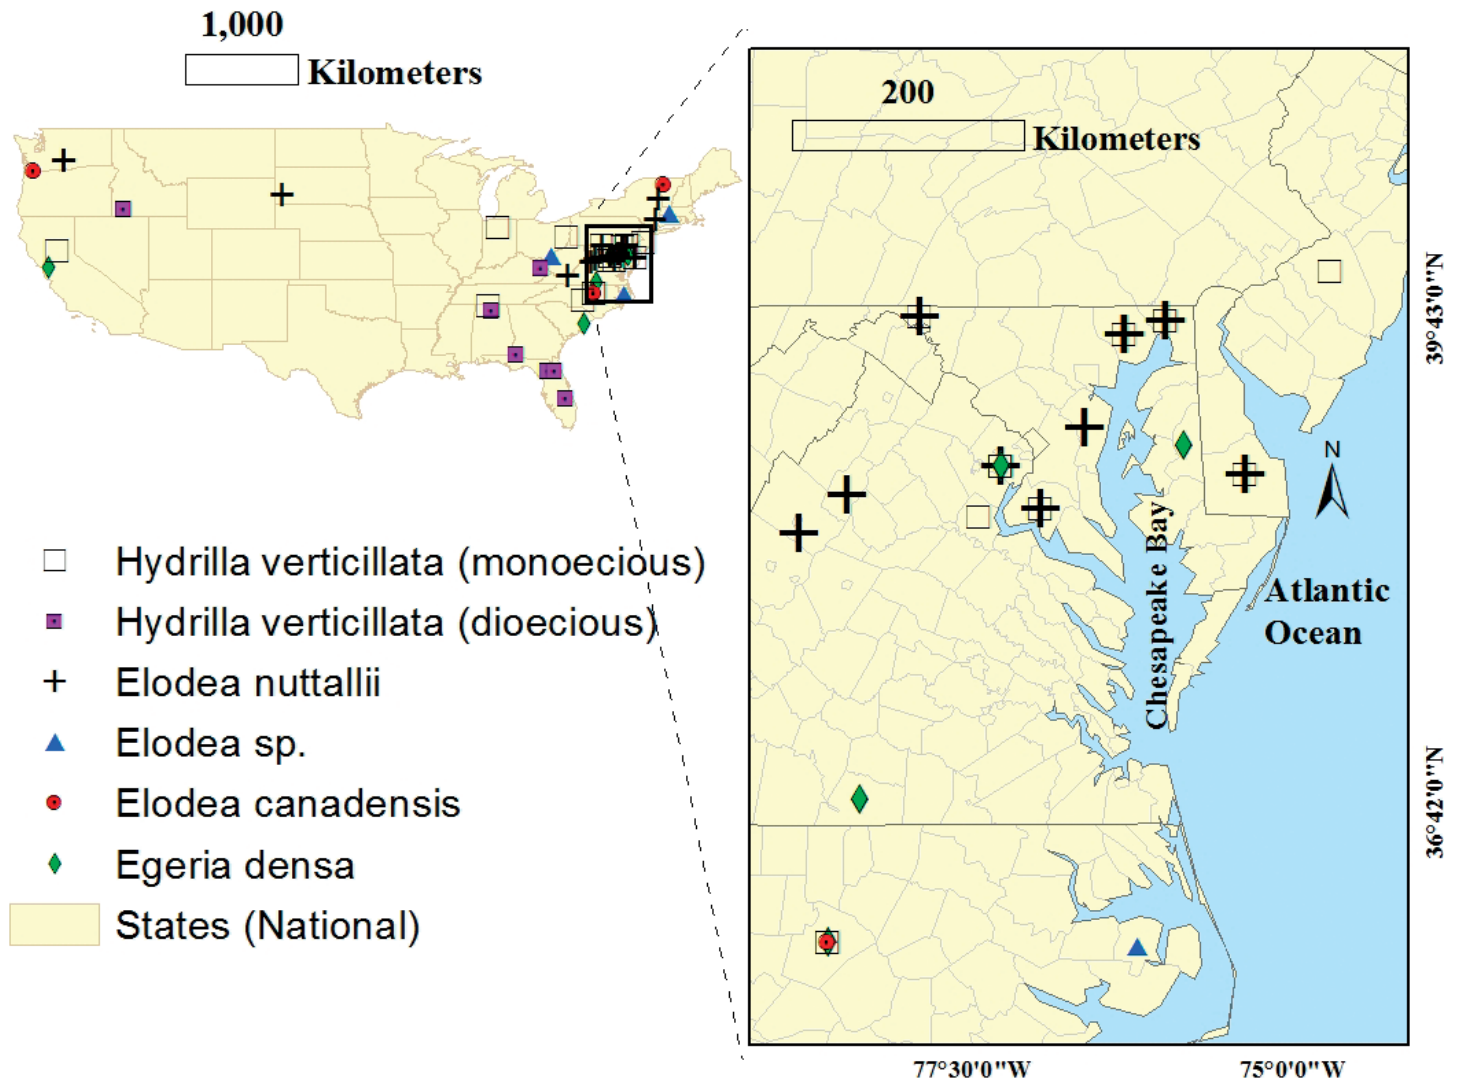 1,000
Kilometers
200
Kilometers
39°43'0"N
N
Chesapeake Bay
Atlantic
Ocean
Hydrilla verticillata (monoecious)
Hydrilla verticillata (dioecious)
Elodea nuttallii
Elodea sp.
Elodea canadensis
Egeria densa
States (National)
36°42'0"N
77°30'0"W
75°0'0"W